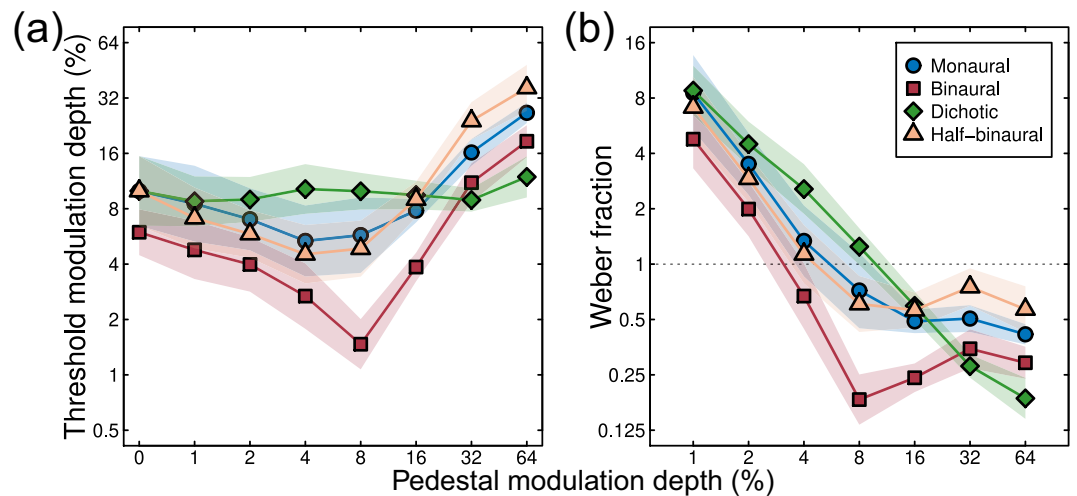 (a)
Threshold modulation depth (%)
64
32
16
8
4
2
1
0.5
0 1 2 4 8 16 32 64
(b)
Weber fraction
16
8
4
2
1
0.5
0.25
0.125
1 2 4 8 16 32 64
Monaural
Binaural
Dichotic
Half−binaural
Pedestal modulation depth (%)